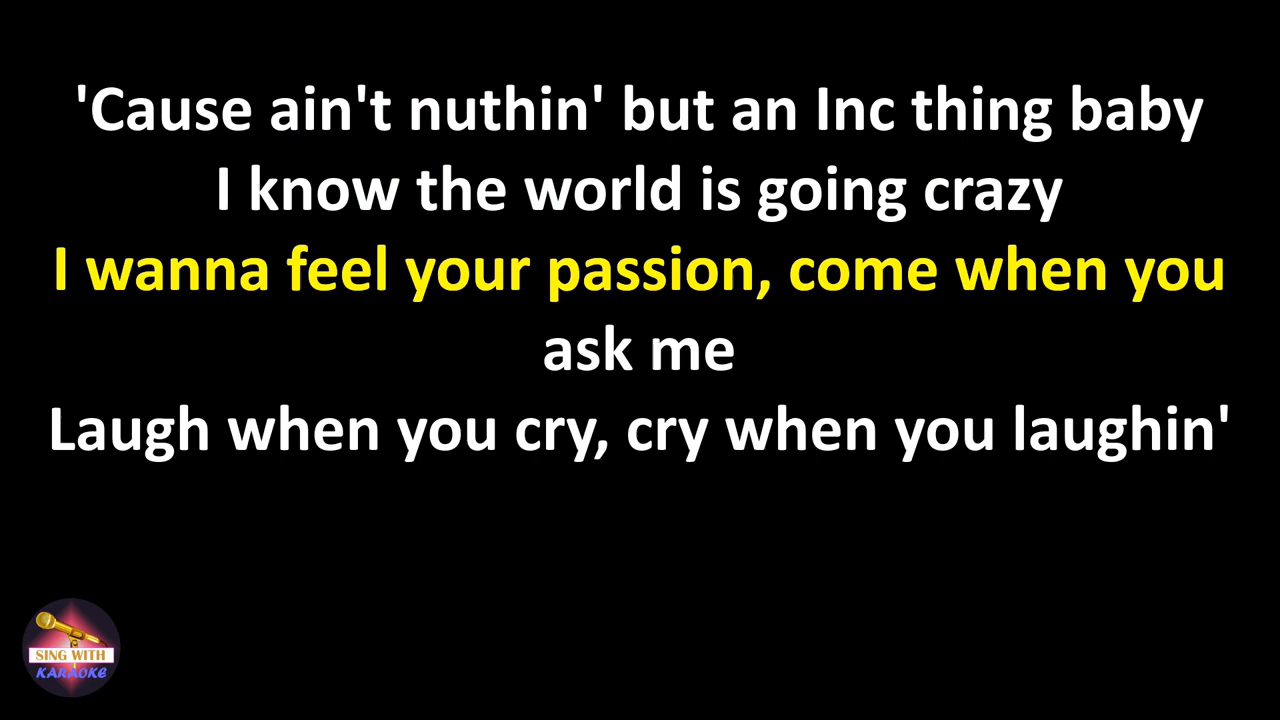 'Cause ain't nuthin' but an Inc thing baby
I know the world is going crazy
I wanna feel your passion, come when you
ask me
Laugh when you cry, cry when you laughin'
SING WITH
KARAOKE